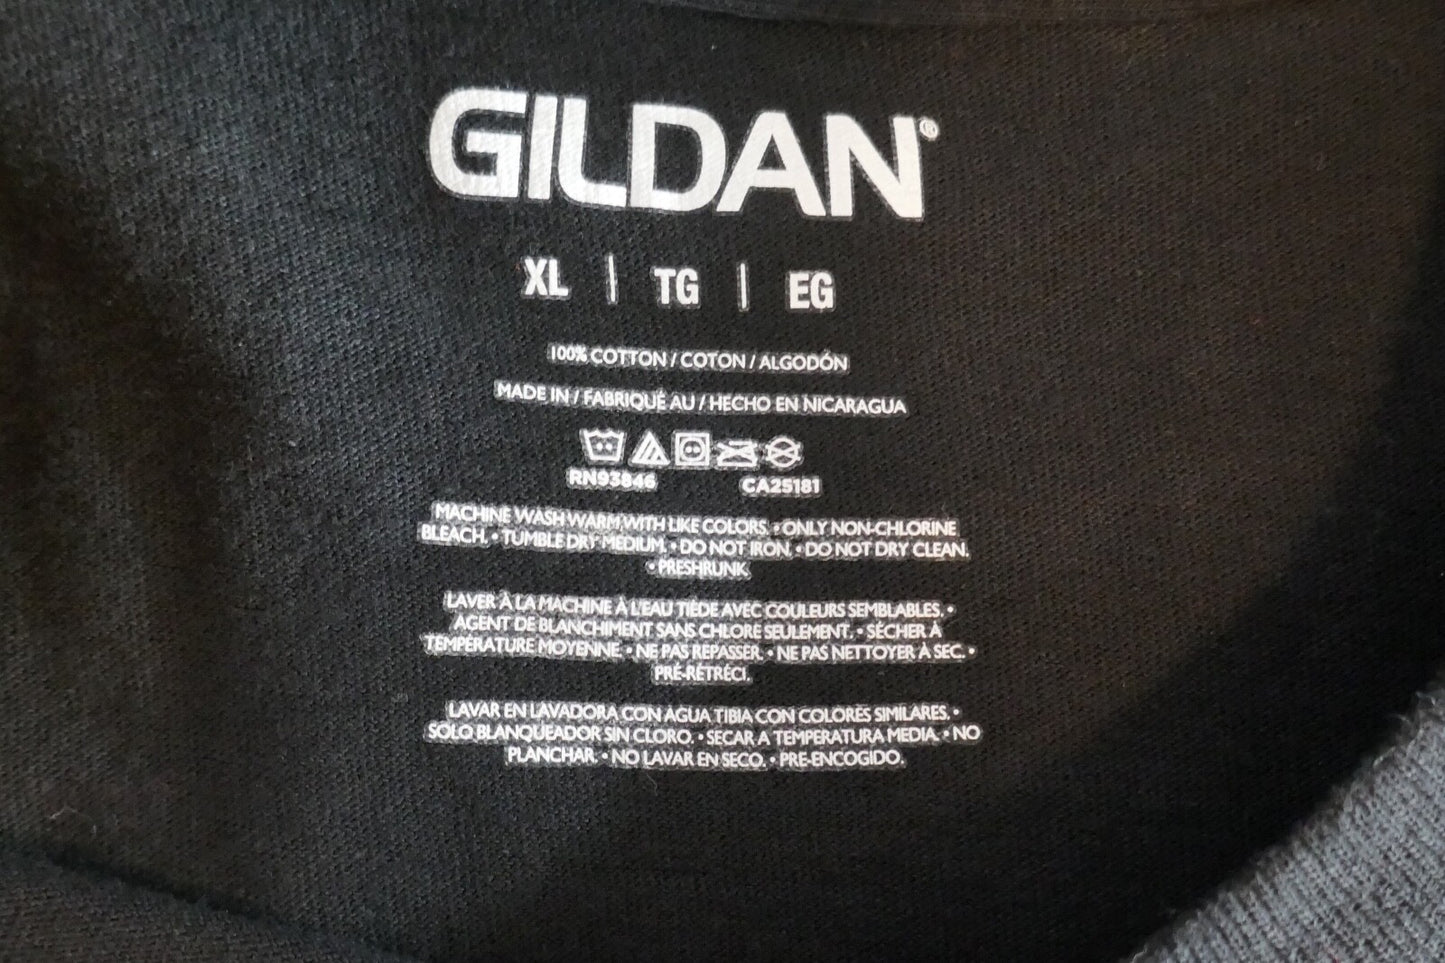 GILDAN®
XL | TG | EG
100% COTTON / COTON / ALGODÓN
MADE IN / FABRIQUÉ AU / HECHO EN NICARAGUA
RN93846 CA25181
MACHINE WASH WARM, WITH LIKE COLORS. • ONLY NON-CHLORINE
BLEACH. • TUMBLE DRY MEDIUM. • DO NOT IRON. • DO NOT DRY CLEAN.
• PRESHRUNK
LAVER À LA MACHINE À L'EAU TIÈDE AVEC COULEURS SEMBLABLES. •
AGENT DE BLANCHIMENT SANS CHLORE SEULEMENT. • SÉCHER À
TEMPÉRATURE MOYENNE. • NE PAS REPASSER. • NE PAS NETTOYER À SEC. •
PRÉ-RÉTRÉCI.
LAVAR EN LAVADORA CON AGUA TIBIA CON COLORES SIMILARES. •
SOLO BLANQUEADOR SIN CLORO. • SECAR A TEMPERATURA MEDIA. • NO
PLANCHAR. • NO LAVAR EN SECO. • PRE-ENCOGIDO.